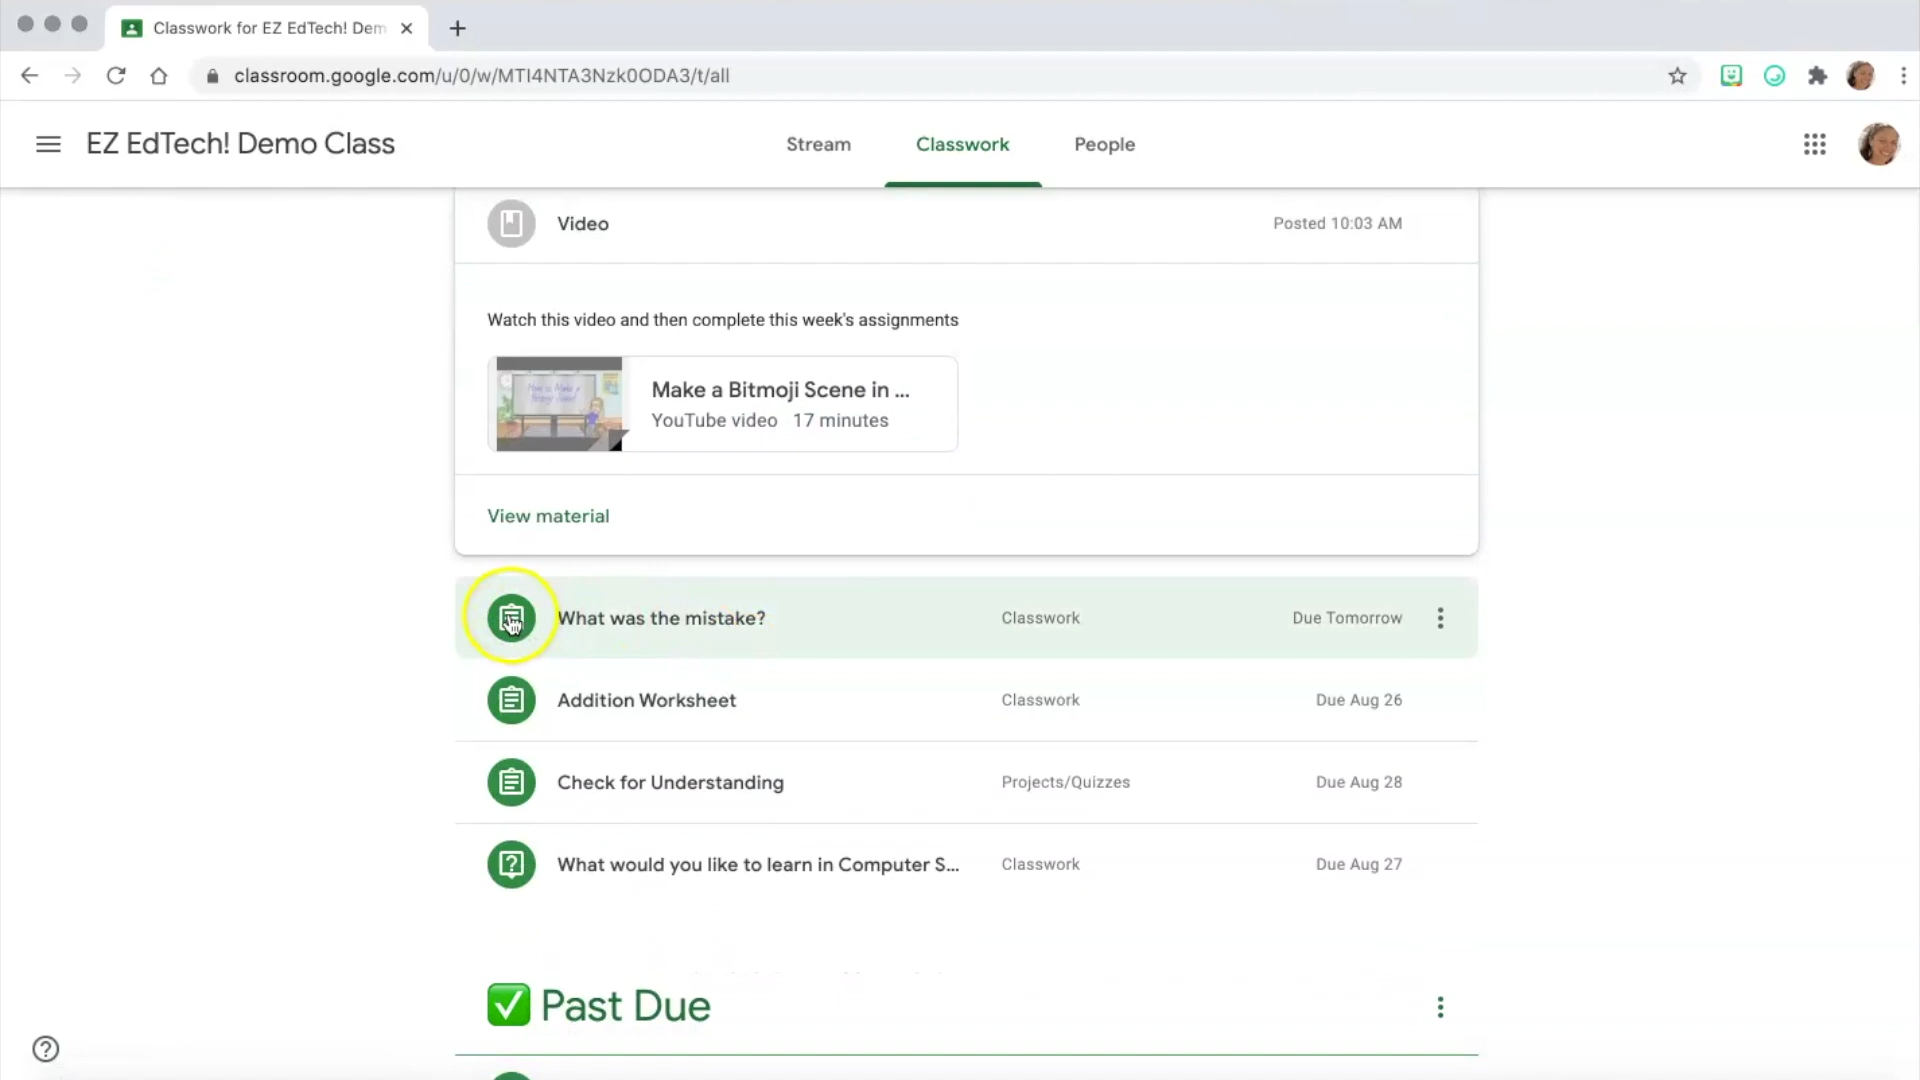 Classwork for EZ EdTech! Dem
classroom.google.com/u/0/w/MTI4NTA3Nzk0ODA3/t/all
EZ EdTech! Demo Class
Stream
Classwork
People
Video
Posted 10:03 AM
Watch this video and then complete this week's assignments
Make a Bitmoji Scene in ...
YouTube video 17 minutes
View material
What was the mistake?
Classwork
Due Tomorrow
Addition Worksheet
Classwork
Due Aug 26
Check for Understanding
Projects/Quizzes
Due Aug 28
What would you like to learn in Computer S...
Classwork
Due Aug 27
Past Due